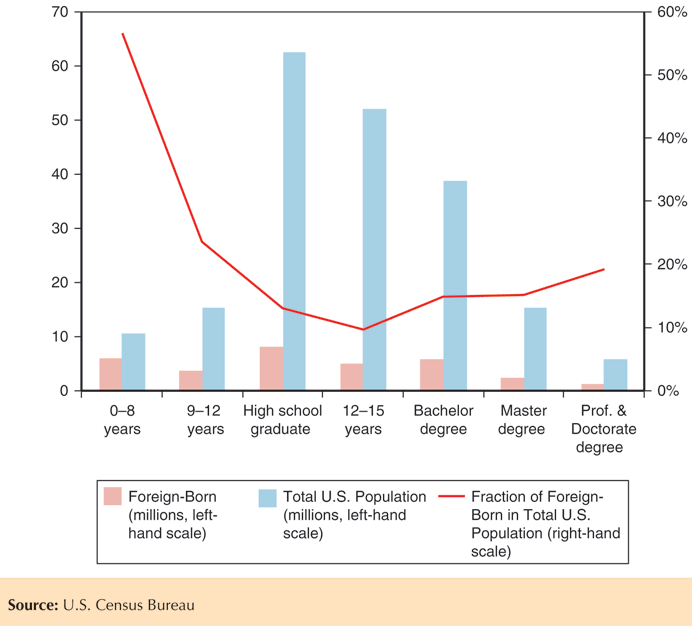 70
60
50
40
30
20
10
0
60%
50%
40%
30%
20%
10%
0%
0–8
years
9–12
years
High school
graduate
12–15
years
Bachelor
degree
Master
degree
Prof. &
Doctorate
degree
Foreign-Born
(millions, left-
hand scale)
Total U.S. Population
(millions, left-hand
scale)
Fraction of Foreign-
Born in Total U.S.
Population (right-hand
scale)
Source: U.S. Census Bureau